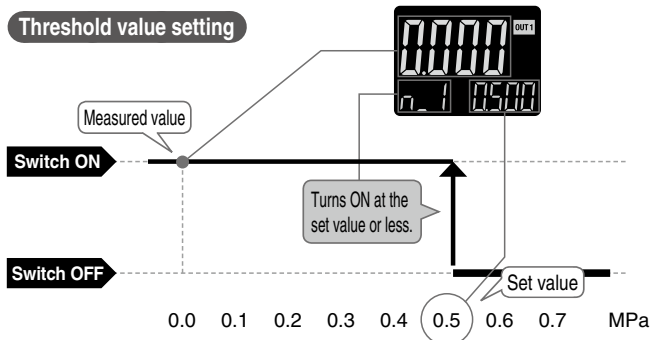 Threshold value setting
0.000
OUT1
n_1
0.500
Measured value
Switch ON
Turns ON at the
set value or less.
Switch OFF
Set value
0.0 0.1 0.2 0.3 0.4 0.5 0.6 0.7 MPa